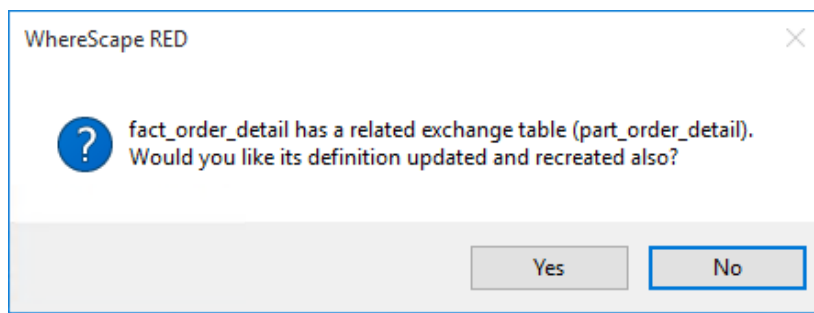 WhereScape RED
fact_order_detail has a related exchange table (part_order_detail).
Would you like its definition updated and recreated also?
Yes
No